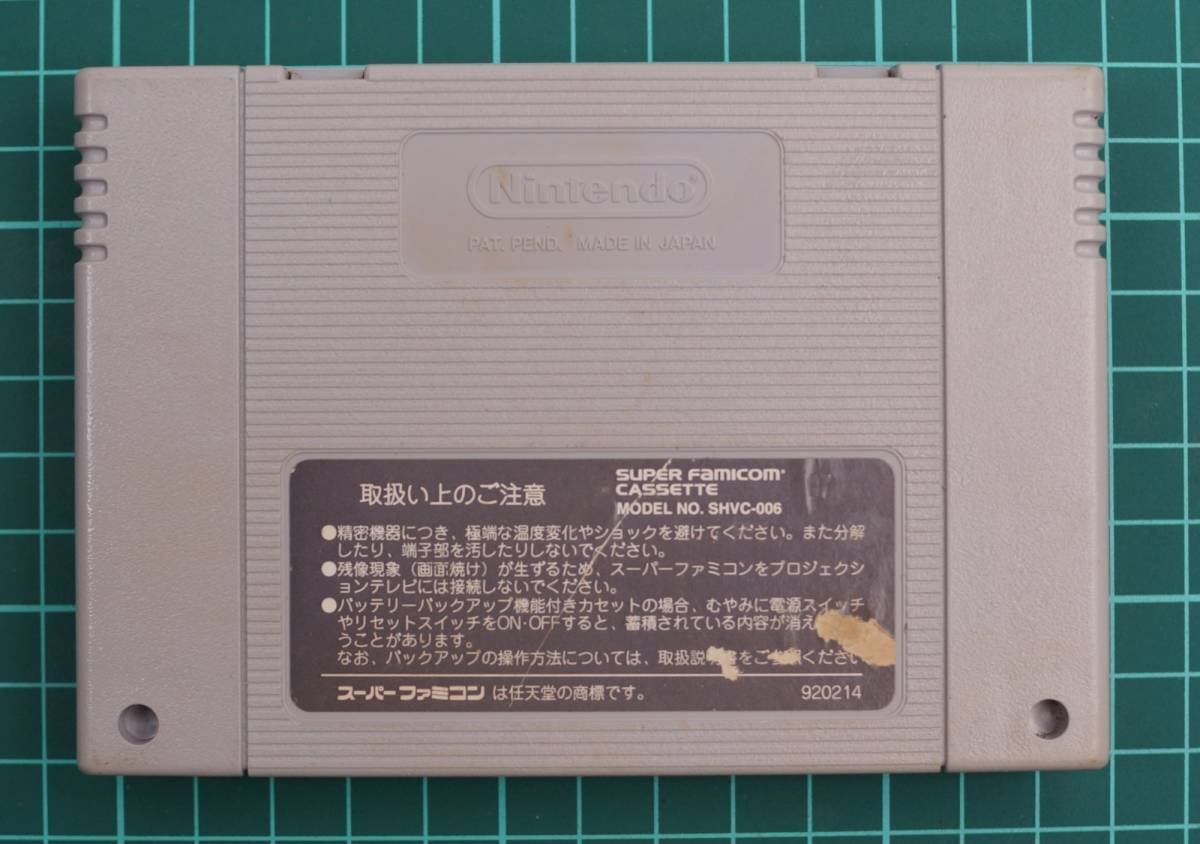 Nintendo®
PAT. PEND. MADE IN JAPAN
取扱い上のご注意
SUPER FAMICOM®
CASSETTE
MODEL NO. SHVC-006
●精密機器につき、極端な温度変化やショックを避けてください。また分解
したり、端子部を汚したりしないでください。
●残像現象（画面焼け）が生ずるため、スーパーファミコンをプロジェクシ
ョンテレビには接続しないでください。
●バッテリーバックアップ機能付きカセットの場合、むやみに電源スイッチ
やリセットスイッチをON·OFFすると、蓄積されている内容が消え
うことがあります。
なお、バックアップの操作方法については、取扱説 書をご ください
スーパーファミコン は任天堂の商標です。
920214